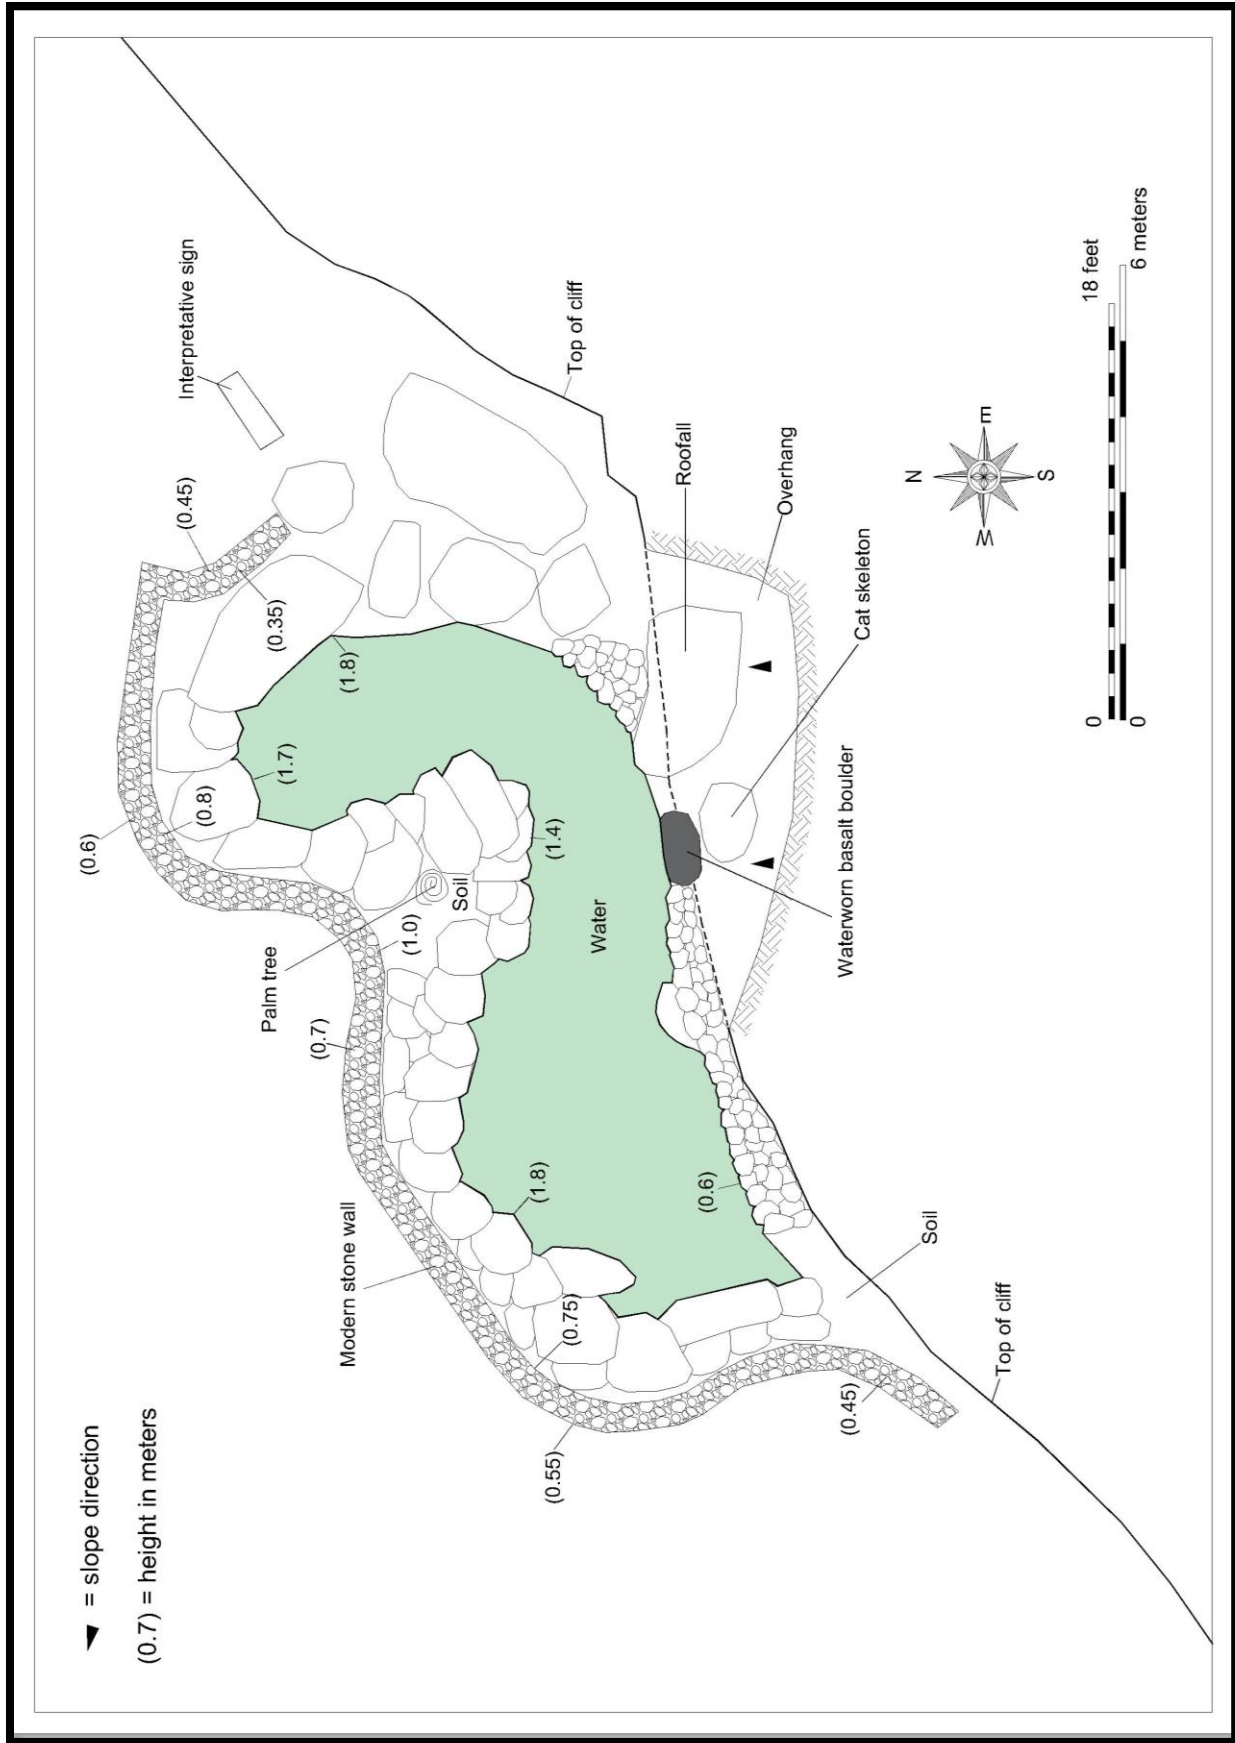 = slope direction
(0.7) = height in meters
(0.6)
(0.45)
Interpretative sign
(0.8)
Palm tree
(0.35)
(1.7)
(0.7)
Modern stone wall
(1.8)
(1.0)
Soil
(1.8)
(0.55)
(1.4)
(0.75)
Top of cliff
Water
Roofall
(0.6)
Overhang
(0.45)
Waterworn basalt boulder
Cat skeleton
Soil
N
W
E
S
Top of cliff
0
18 feet
0
6 meters